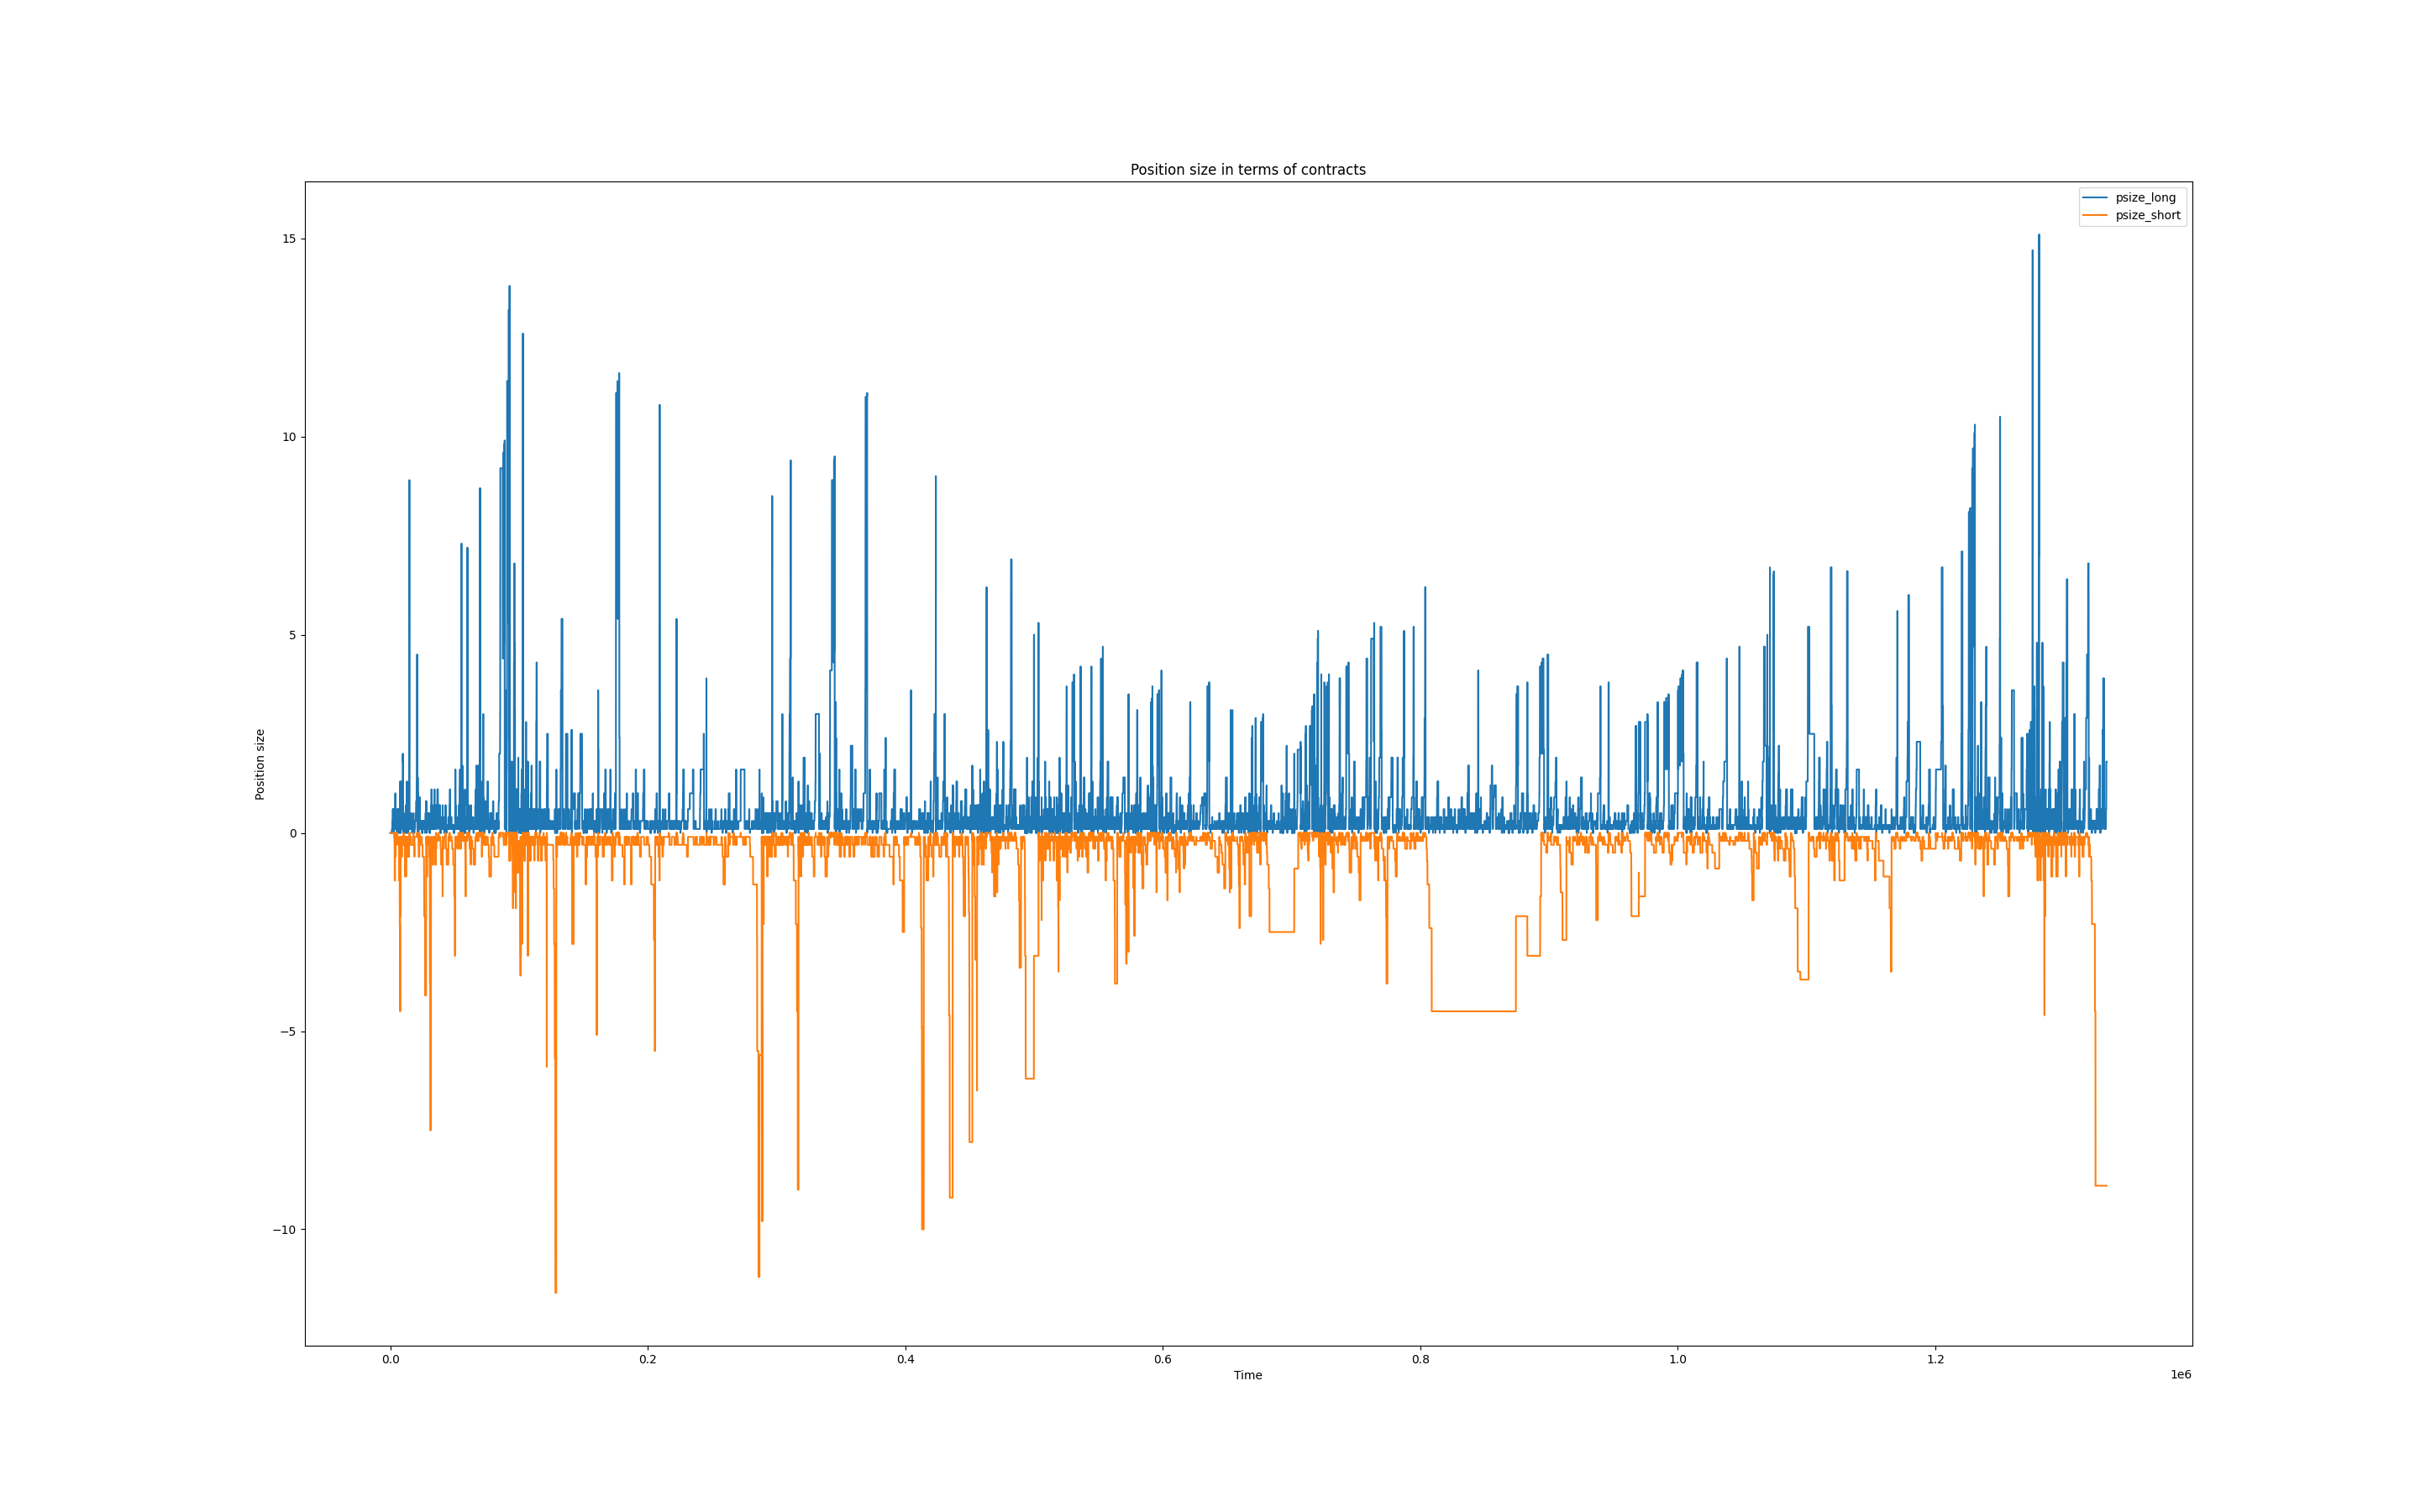 Position size in terms of contracts
psize_long
psize_short
Position size
15
10
5
0
−5
−10
0.0
0.2
0.4
0.6
0.8
1.0
1.2
1e6
Time